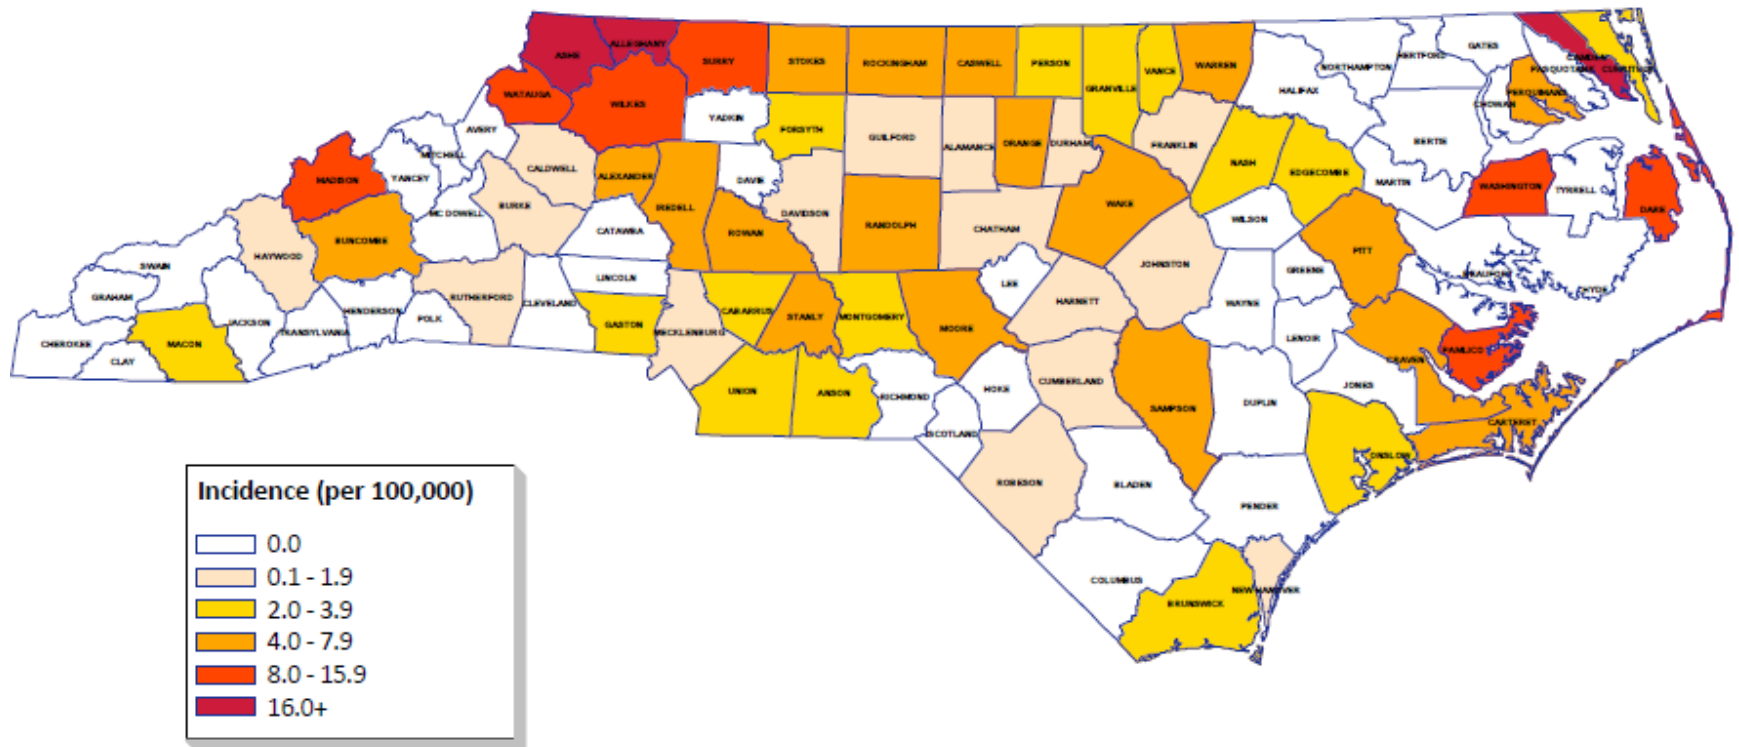 ASHE
ALLEGHANY
SURRY
STOKES
ROCKINGHAM
CASWELL
PERSON
GRANVILLE
VANCE
WARREN
NORTHAMPTON
HERTFORD
GATES
CAMDEN
PASQUOTANK
CURRITUCK
WATAUGA
WILKES
YADKIN
FORSYTH
GUILFORD
ALAMANCE
ORANGE
DURHAM
FRANKLIN
HALIFAX
CHOWAN
PERQUIMANS
BERTIE
AVERY
MITCHELL
YANCEY
MADISON
CALDWELL
ALEXANDER
IREDELL
DAVIE
DAVIDSON
RANDOLPH
CHATHAM
WAKE
NASH
EDGECOMBE
MARTIN
WASHINGTON
TYRRELL
DARE
MC DOWELL
BURKE
CATAWBA
ROWAN
WILSON
PITT
BUNCOMBE
HAYWOOD
SWAIN
GRAHAM
JACKSON
TRANSYLVANIA
HENDERSON
POLK
RUTHERFORD
CLEVELAND
LINCOLN
GASTON
MECKLENBURG
CABARRUS
STANLY
MONTGOMERY
MOORE
LEE
HARNETT
JOHNSTON
WAYNE
GREENE
LENOIR
BEAUFORT
HYDE
CHEROKEE
CLAY
MACON
UNION
ANSON
RICHMOND
SCOTLAND
HOKE
CUMBERLAND
SAMPSON
DUPLIN
JONES
CRAVEN
PAMLICO
CARTERET
ONSLOW
ROBESON
BLADEN
PENDER
COLUMBUS
BRUNSWICK
NEW HANOVER
Incidence (per 100,000)
0.0
0.1 - 1.9
2.0 - 3.9
4.0 - 7.9
8.0 - 15.9
16.0+